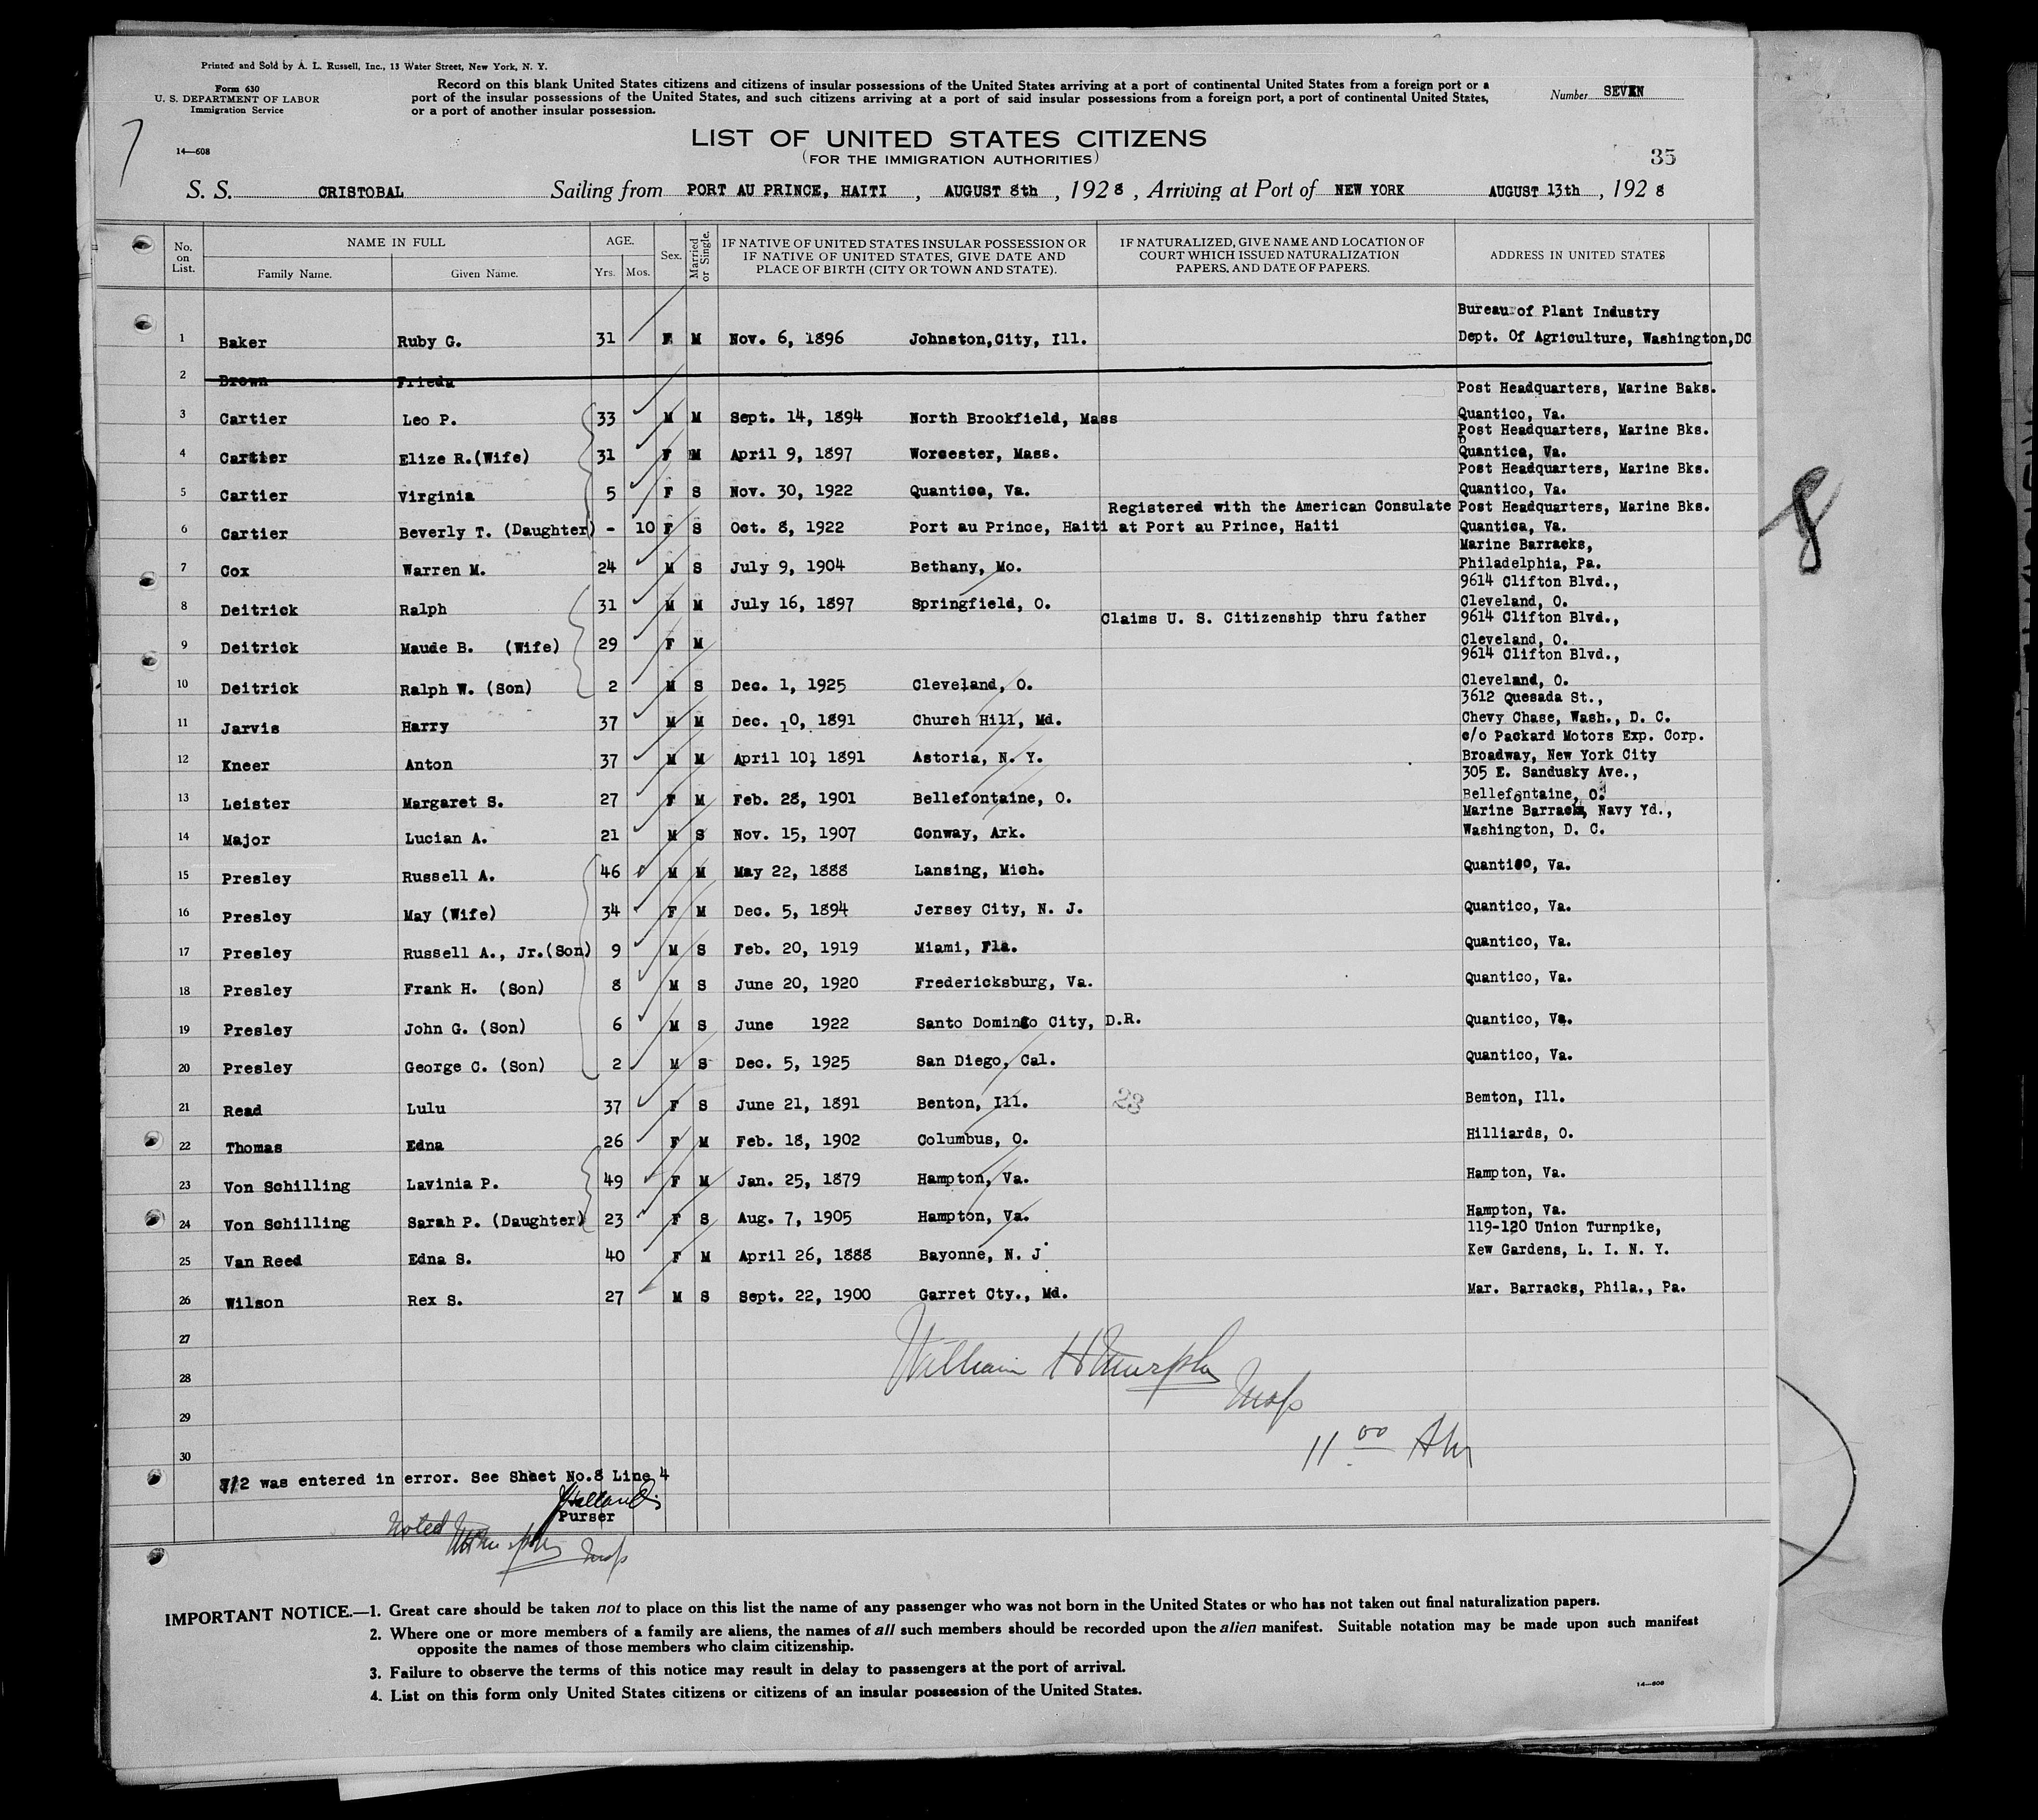 Printed and Sold by A. L. Russell, Inc., 13 Water Street, New York, N. Y.
Form 630
U. S. DEPARTMENT OF LABOR
Immigration Service
Record on this blank United States citizens and citizens of insular possessions of the United States arriving at a port of continental United States from a foreign port or a
port of the insular possessions of the United States, and such citizens arriving at a port of said insular possessions from a foreign port, a port of continental United States,
or a port of another insular possession.
Number SEVEN
7
14—608
LIST OF UNITED STATES CITIZENS
(FOR THE IMMIGRATION AUTHORITIES)
35
S. S. CRISTOBAL Sailing from PORT AU PRINCE, HAITI , AUGUST 8th , 1928 , Arriving at Port of NEW YORK AUGUST 13th , 1928
No. on List. NAME IN FULL Family Name. Given Name. AGE. Yrs. Mos. Sex. Married or Single. IF NATIVE OF UNITED STATES INSULAR POSSESSION OR IF NATIVE OF UNITED STATES, GIVE DATE AND PLACE OF BIRTH (CITY OR TOWN AND STATE). IF NATURALIZED, GIVE NAME AND LOCATION OF COURT WHICH ISSUED NATURALIZATION PAPERS, AND DATE OF PAPERS. ADDRESS IN UNITED STATES
Bureau of Plant Industry
1 Baker Ruby G. 31 F M Nov. 6, 1896 Johnston,City, Ill. Dept. Of Agriculture, Washington,DC
2 Brown Frieda
Post Headquarters, Marine Baks.
3 Cartier Leo P. 33 M M Sept. 14, 1894 North Brookfield, Mass Quantico, Va.
Post Headquarters, Marine Bks.
4 Cartier Elize R.(Wife) 31 F M April 9, 1897 Worcester, Mass. Quantico, Va.
Post Headquarters, Marine Bks.
5 Cartier Virginia 5 F S Nov. 30, 1922 Quantico, Va. Quantico, Va.
Registered with the American Consulate Post Headquarters, Marine Bks.
6 Cartier Beverly T. (Daughter) - 10 F S Oct. 8, 1922 Port au Prince, Haiti at Port au Prince, Haiti Quantica, Va.
Marine Barracks,
7 Cox Warren M. 24 M S July 9, 1904 Bethany, Mo. Philadelphia, Pa.
9614 Clifton Blvd.,
8 Deitrick Ralph 31 M M July 16, 1897 Springfield, O. Cleveland, O.
Claims U. S. Citizenship thru father 9614 Clifton Blvd.,
9 Deitrick Maude B. (Wife) 29 F M Cleveland, O.
9614 Clifton Blvd.,
10 Deitrick Ralph W. (Son) 2 M S Dec. 1, 1925 Cleveland, O. Cleveland, O.
3612 Quesada St.,
11 Jarvis Harry 37 M M Dec. 10, 1891 Church Hill, Md. Chevy Chase, Wash., D. C.
c/o Packard Motors Exp. Corp.
12 Kneer Anton 37 M M April 10, 1891 Astoria, N. Y. Broadway, New York City
305 E. Sandusky Ave.,
13 Leister Margaret S. 27 F M Feb. 28, 1901 Bellefontaine, O. Bellefontaine, O.
Marine Barracks, Navy Yd.,
14 Major Lucian A. 21 M S Nov. 15, 1907 Conway, Ark. Washington, D. C.
15 Presley Russell A. 46 M M May 22, 1888 Lansing, Mich. Quantico, Va.
16 Presley May (Wife) 34 F M Dec. 5, 1894 Jersey City, N. J. Quantico, Va.
17 Presley Russell A., Jr.(Son) 9 M S Feb. 20, 1919 Miami, Fla. Quantico, Va.
18 Presley Frank H. (Son) 8 M S June 20, 1920 Fredericksburg, Va. Quantico, Va.
19 Presley John G. (Son) 6 M S June 1922 Santo Domingo City, D.R. Quantico, Va.
20 Presley George C. (Son) 2 M S Dec. 5, 1925 San Diego, Cal. Quantico, Va.
21 Read Lulu 37 F S June 21, 1891 Benton, Ill. 23 Bemton, Ill.
22 Thomas Edna 26 F M Feb. 18, 1902 Columbus, O. Hilliards, O.
23 Von Schilling Lavinia P. 49 F M Jan. 25, 1879 Hampton, Va. Hampton, Va.
24 Von Schilling Sarah P. (Daughter) 23 F S Aug. 7, 1905 Hampton, Va. Hampton, Va.
119-120 Union Turnpike,
25 Van Reed Edna S. 40 F M April 26, 1888 Bayonne, N. J. Kew Gardens, L. I. N. Y.
26 Wilson Rex S. 27 M S Sept. 22, 1900 Garret Cty., Md. Mar. Barracks, Phila., Pa.
27
28 William H Murphy
29
30 11 00 AM
7/2 was entered in error. See Sheet No.8 Line 4
Purser
Noted
8
IMPORTANT NOTICE.—1. Great care should be taken not to place on this list the name of any passenger who was not born in the United States or who has not taken out final naturalization papers.
2. Where one or more members of a family are aliens, the names of all such members should be recorded upon the alien manifest. Suitable notation may be made upon such manifest
opposite the names of those members who claim citizenship.
3. Failure to observe the terms of this notice may result in delay to passengers at the port of arrival.
4. List on this form only United States citizens or citizens of an insular possession of the United States.
14—608